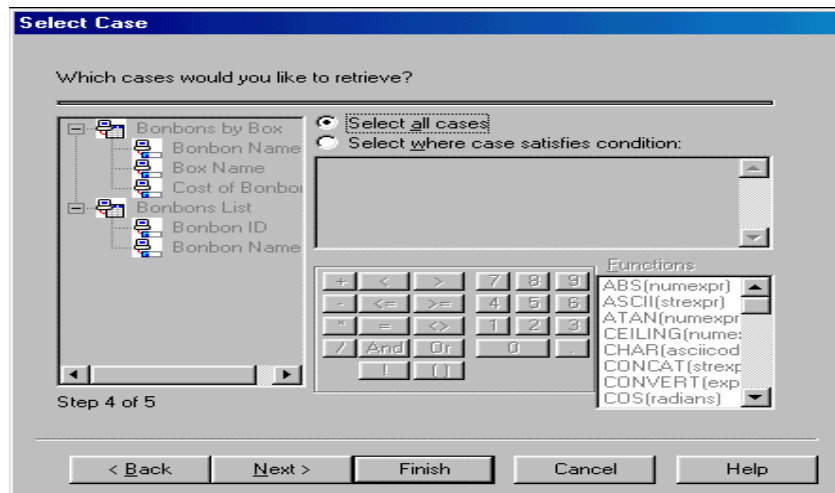 Select Case
Which cases would you like to retrieve?
Bonbons by Box
Bonbon Name
Box Name
Cost of Bonbon
Bonbons List
Bonbon ID
Bonbon Name
Select all cases
Select where case satisfies condition:
+ < > 7 8 9
- <= >= 4 5 6
* = <> 1 2 3
/ And Or 0 .
! ()
Functions
ABS(numexpr)
ASCII(strexpr)
ATAN(numexpr
CEILING(nume
CHAR(asciicod
CONCAT(strexp
CONVERT(exp
COS(radians)
Step 4 of 5
< Back Next > Finish Cancel Help